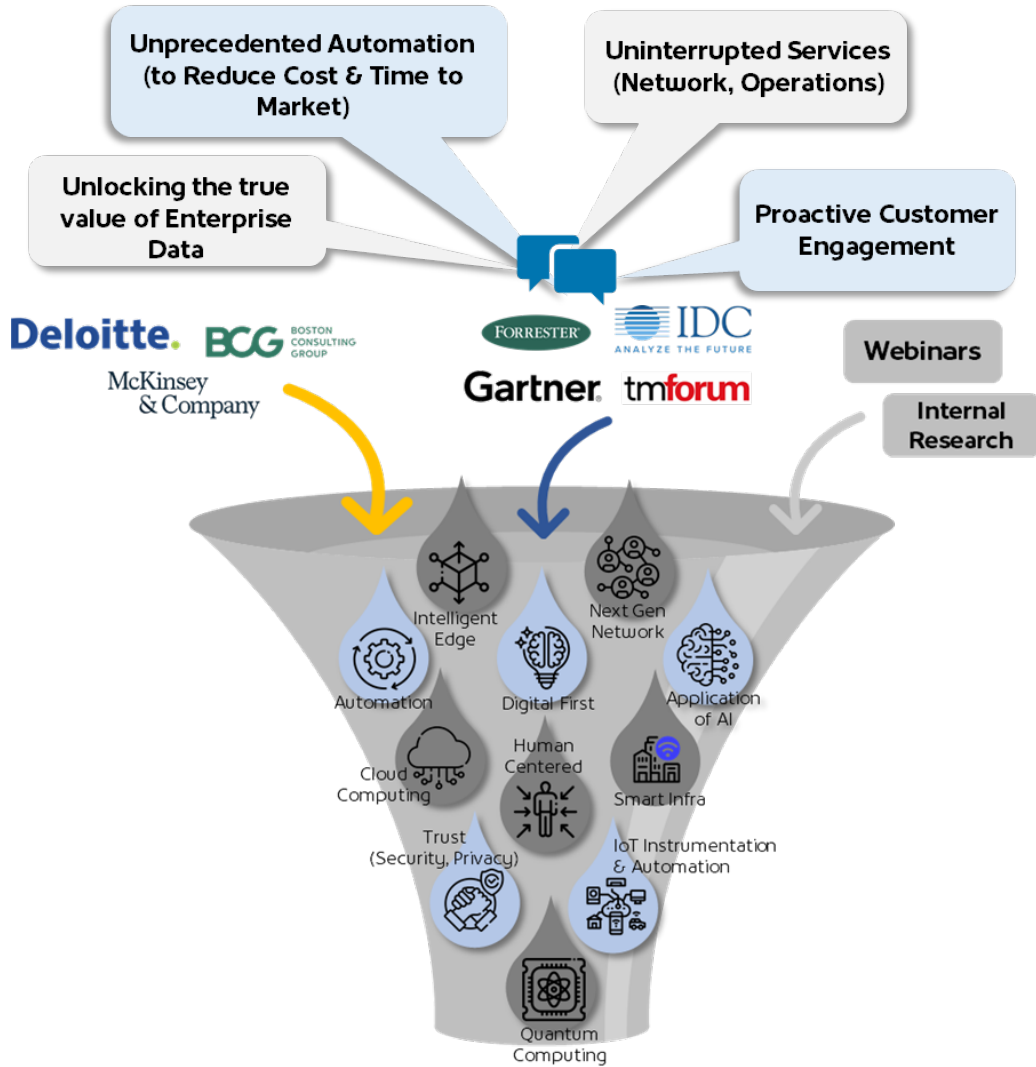 Unprecedented Automation
(to Reduce Cost & Time to
Market)
Uninterrupted Services
(Network, Operations)
Unlocking the true
value of Enterprise
Data
Proactive Customer
Engagement
Deloitte.
BCG
BOSTON
CONSULTING
GROUP
McKinsey
& Company
FORRESTER®
IDC
ANALYZE THE FUTURE
Gartner®
tmforum
Webinars
Internal
Research
Intelligent
Edge
Next Gen
Network
Automation
Digital First
Application
of AI
Cloud
Computing
Human
Centered
Smart Infra
Trust
(Security, Privacy)
IoT Instrumentation
& Automation
Quantum
Computing